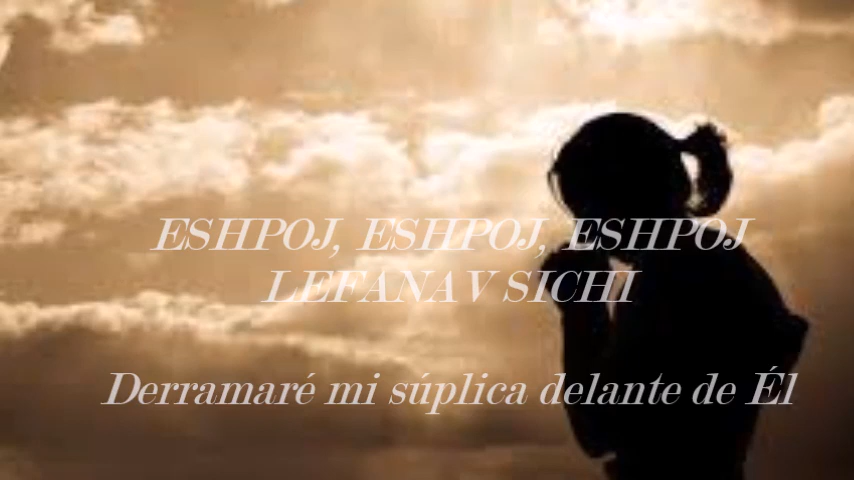 ESHPOJ, ESHPOJ, ESHPOJ
LEFANAV SICHI
Derramaré mi súplica delante de Él